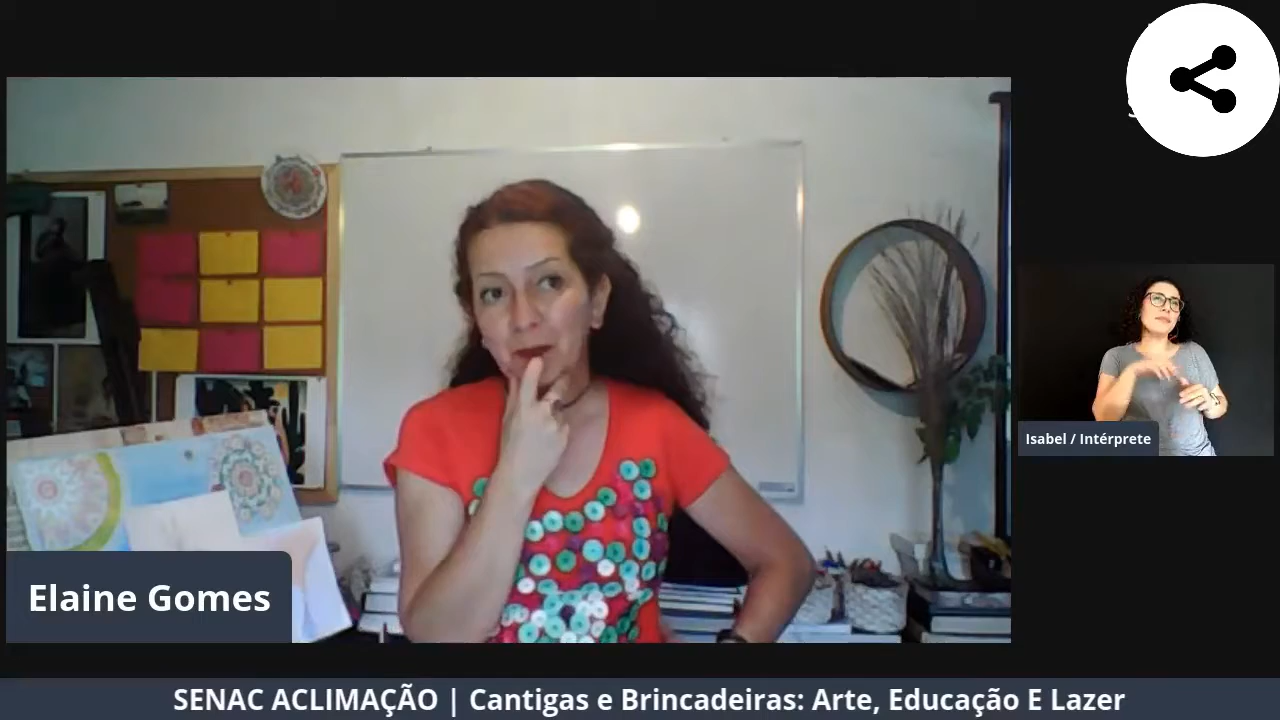 Isabel / Intérprete
Elaine Gomes
SENAC ACLIMAÇÃO | Cantigas e Brincadeiras: Arte, Educação E Lazer